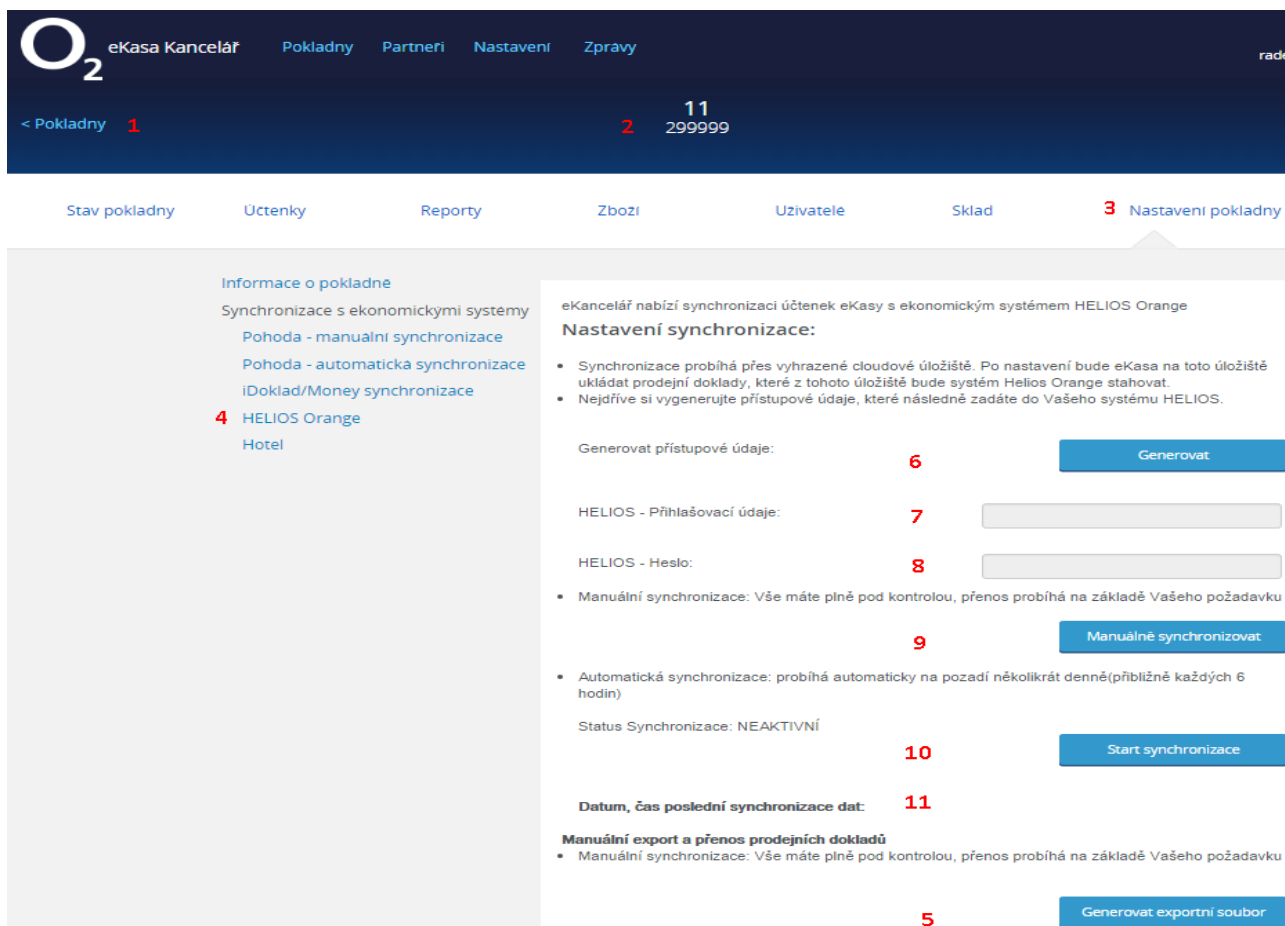 O2 eKasa Kancelář Pokladny Partneři Nastavení Zprávy
rade
< Pokladny 1
11
2 299999
Stav pokladny Účtenky Reporty Zboží Uživatelé Sklad 3 Nastavení pokladny
Informace o pokladně
Synchronizace s ekonomickými systémy
Pohoda - manuální synchronizace
Pohoda - automatická synchronizace
iDoklad/Money synchronizace
4 HELIOS Orange
Hotel
eKancelář nabízí synchronizaci účtenek eKasy s ekonomickým systémem HELIOS Orange
Nastavení synchronizace:
• Synchronizace probíhá přes vyhrazené cloudové úložiště. Po nastavení bude eKasa na toto úložiště
ukládat prodejní doklady, které z tohoto úložiště bude systém Helios Orange stahovat.
• Nejdříve si vygenerujte přístupové údaje, které následně zadáte do Vašeho systému HELIOS.
Generovat přístupové údaje: 6 Generovat
HELIOS - Přihlašovací údaje: 7
HELIOS - Heslo: 8
• Manuální synchronizace: Vše máte plně pod kontrolou, přenos probíhá na základě Vašeho požadavku
9 Manuálně synchronizovat
• Automatická synchronizace: probíhá automaticky na pozadí několikrát denně(přibližně každých 6
hodin)
Status Synchronizace: NEAKTIVNÍ
10 Start synchronizace
Datum, čas poslední synchronizace dat: 11
Manuální export a přenos prodejních dokladů
• Manuální synchronizace: Vše máte plně pod kontrolou, přenos probíhá na základě Vašeho požadavku
5 Generovat exportní soubor